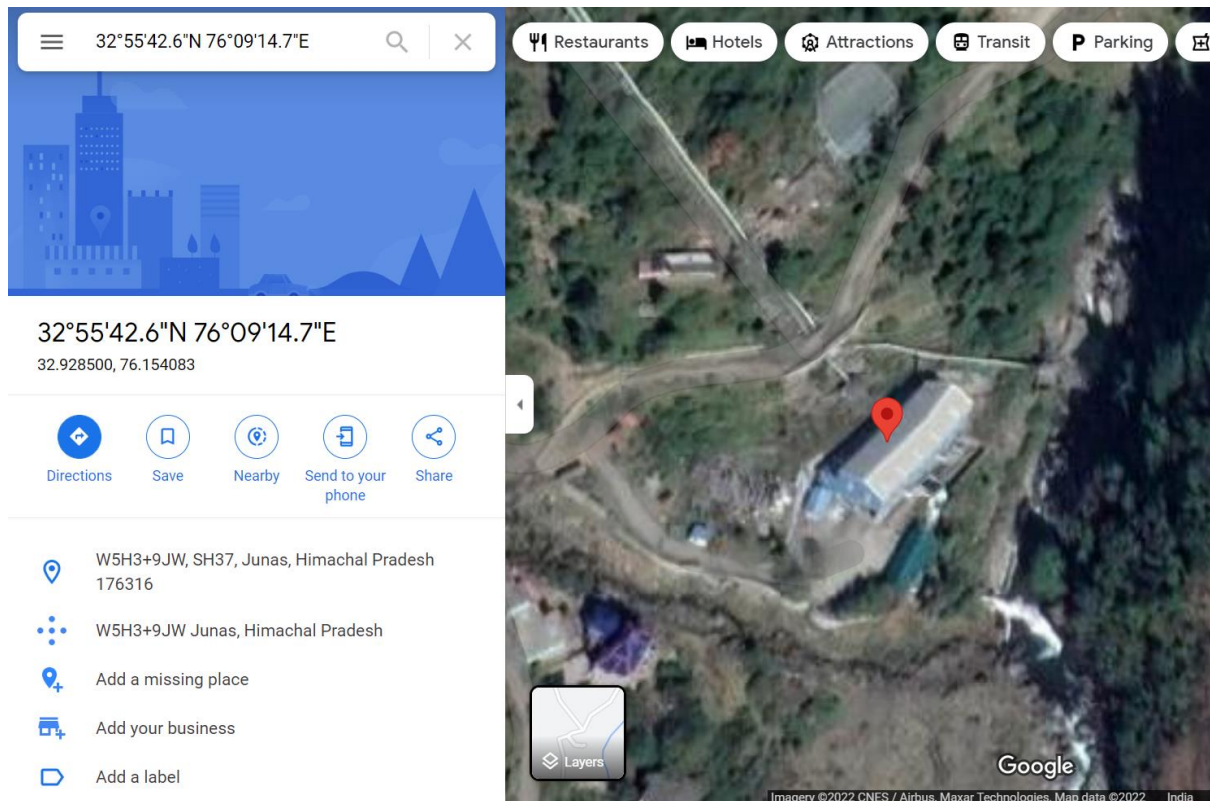 32°55'42.6"N 76°09'14.7"E
Restaurants
Hotels
Attractions
Transit
Parking
32°55'42.6"N 76°09'14.7"E
32.928500, 76.154083
Directions
Save
Nearby
Send to your
phone
Share
W5H3+9JW, SH37, Junas, Himachal Pradesh
176316
W5H3+9JW Junas, Himachal Pradesh
Add a missing place
Add your business
Add a label
Layers
Google
Imagery ©2022 CNES / Airbus, Maxar Technologies, Map data ©2022 India